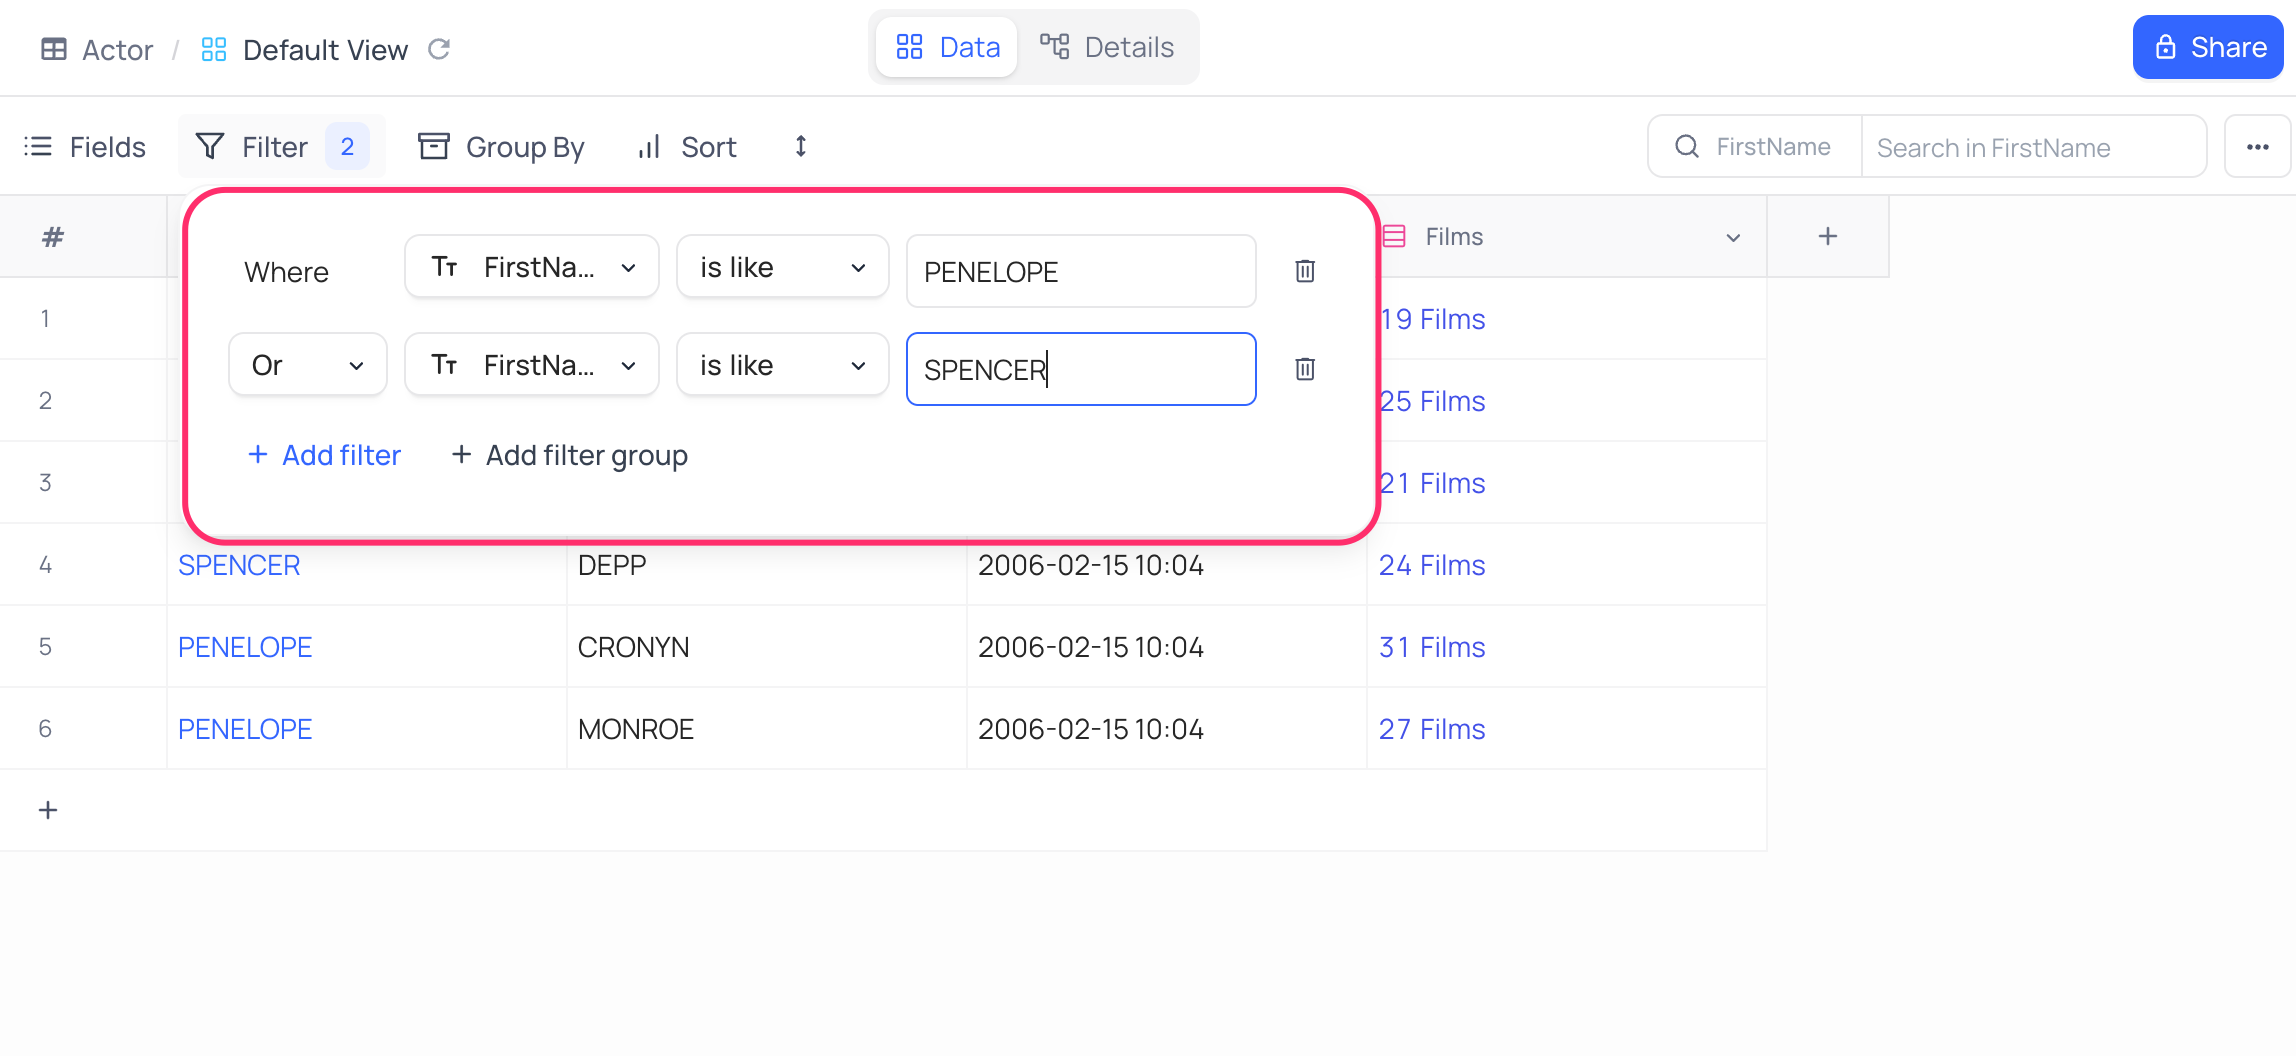 Actor / Default View Data Details Share
Fields Filter 2 Group By Sort FirstName Search in FirstName
# Films
Where FirstNa... is like PENELOPE
Or FirstNa... is like SPENCER
+ Add filter + Add filter group
1 19 Films
2 25 Films
3 21 Films
4 SPENCER DEPP 2006-02-15 10:04 24 Films
5 PENELOPE CRONYN 2006-02-15 10:04 31 Films
6 PENELOPE MONROE 2006-02-15 10:04 27 Films
+